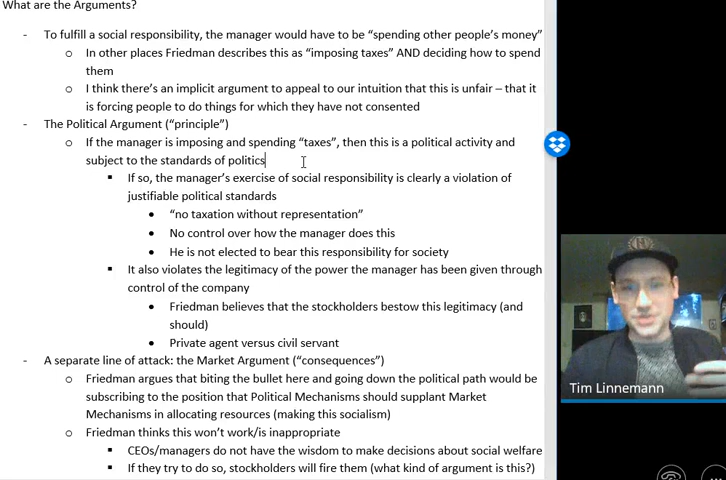 What are the Arguments?
- To fulfill a social responsibility, the manager would have to be “spending other people’s money”
o In other places Friedman describes this as “imposing taxes” AND deciding how to spend
them
o I think there’s an implicit argument to appeal to our intuition that this is unfair – that it
is forcing people to do things for which they have not consented
- The Political Argument (“principle”)
o If the manager is imposing and spending “taxes”, then this is a political activity and
subject to the standards of politics
▪ If so, the manager’s exercise of social responsibility is clearly a violation of
justifiable political standards
• “no taxation without representation”
• No control over how the manager does this
• He is not elected to bear this responsibility for society
▪ It also violates the legitimacy of the power the manager has been given through
control of the company
• Friedman believes that the stockholders bestow this legitimacy (and
should)
• Private agent versus civil servant
- A separate line of attack: the Market Argument (“consequences”)
o Friedman argues that biting the bullet here and going down the political path would be
subscribing to the position that Political Mechanisms should supplant Market
Mechanisms in allocating resources (making this socialism)
o Friedman thinks this won’t work/is inappropriate
▪ CEOs/managers do not have the wisdom to make decisions about social welfare
▪ If they try to do so, stockholders will fire them (what kind of argument is this?)
Tim Linnemann